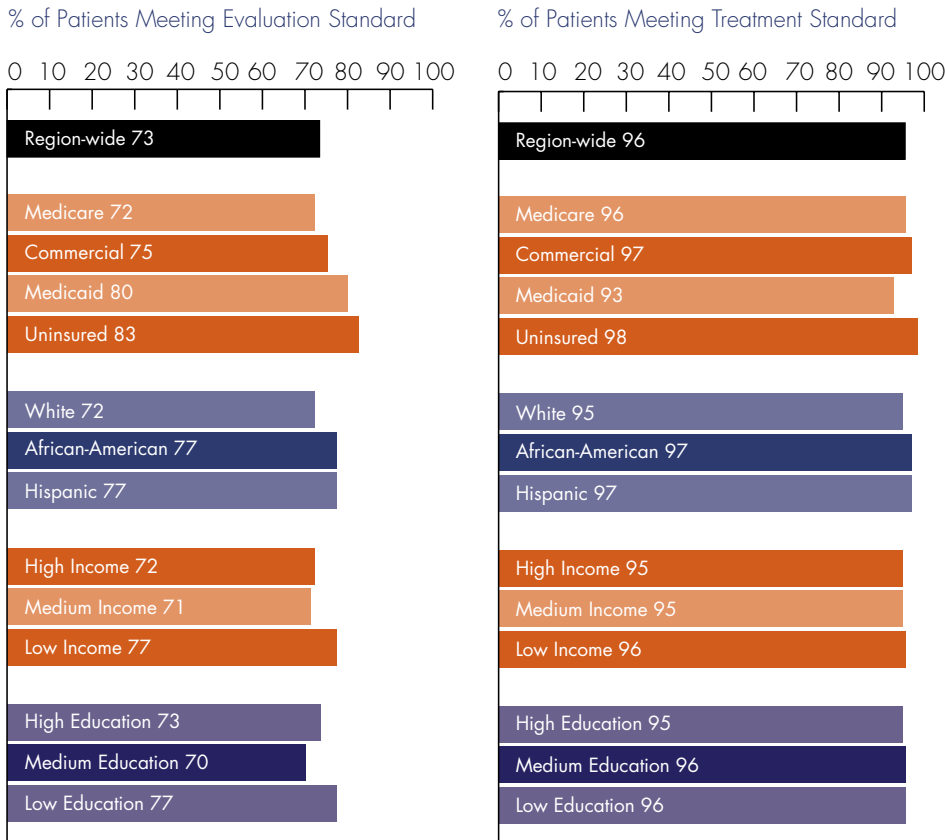 % of Patients Meeting Evaluation Standard
0 10 20 30 40 50 60 70 80 90 100
Region-wide 73
Medicare 72
Commercial 75
Medicaid 80
Uninsured 83
White 72
African-American 77
Hispanic 77
High Income 72
Medium Income 71
Low Income 77
High Education 73
Medium Education 70
Low Education 77
% of Patients Meeting Treatment Standard
0 10 20 30 40 50 60 70 80 90 100
Region-wide 96
Medicare 96
Commercial 97
Medicaid 93
Uninsured 98
White 95
African-American 97
Hispanic 97
High Income 95
Medium Income 95
Low Income 96
High Education 95
Medium Education 96
Low Education 96